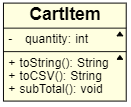 CartItem
- quantity: int
+ toString(): String
+ toCSV(): String
+ subTotal(): void